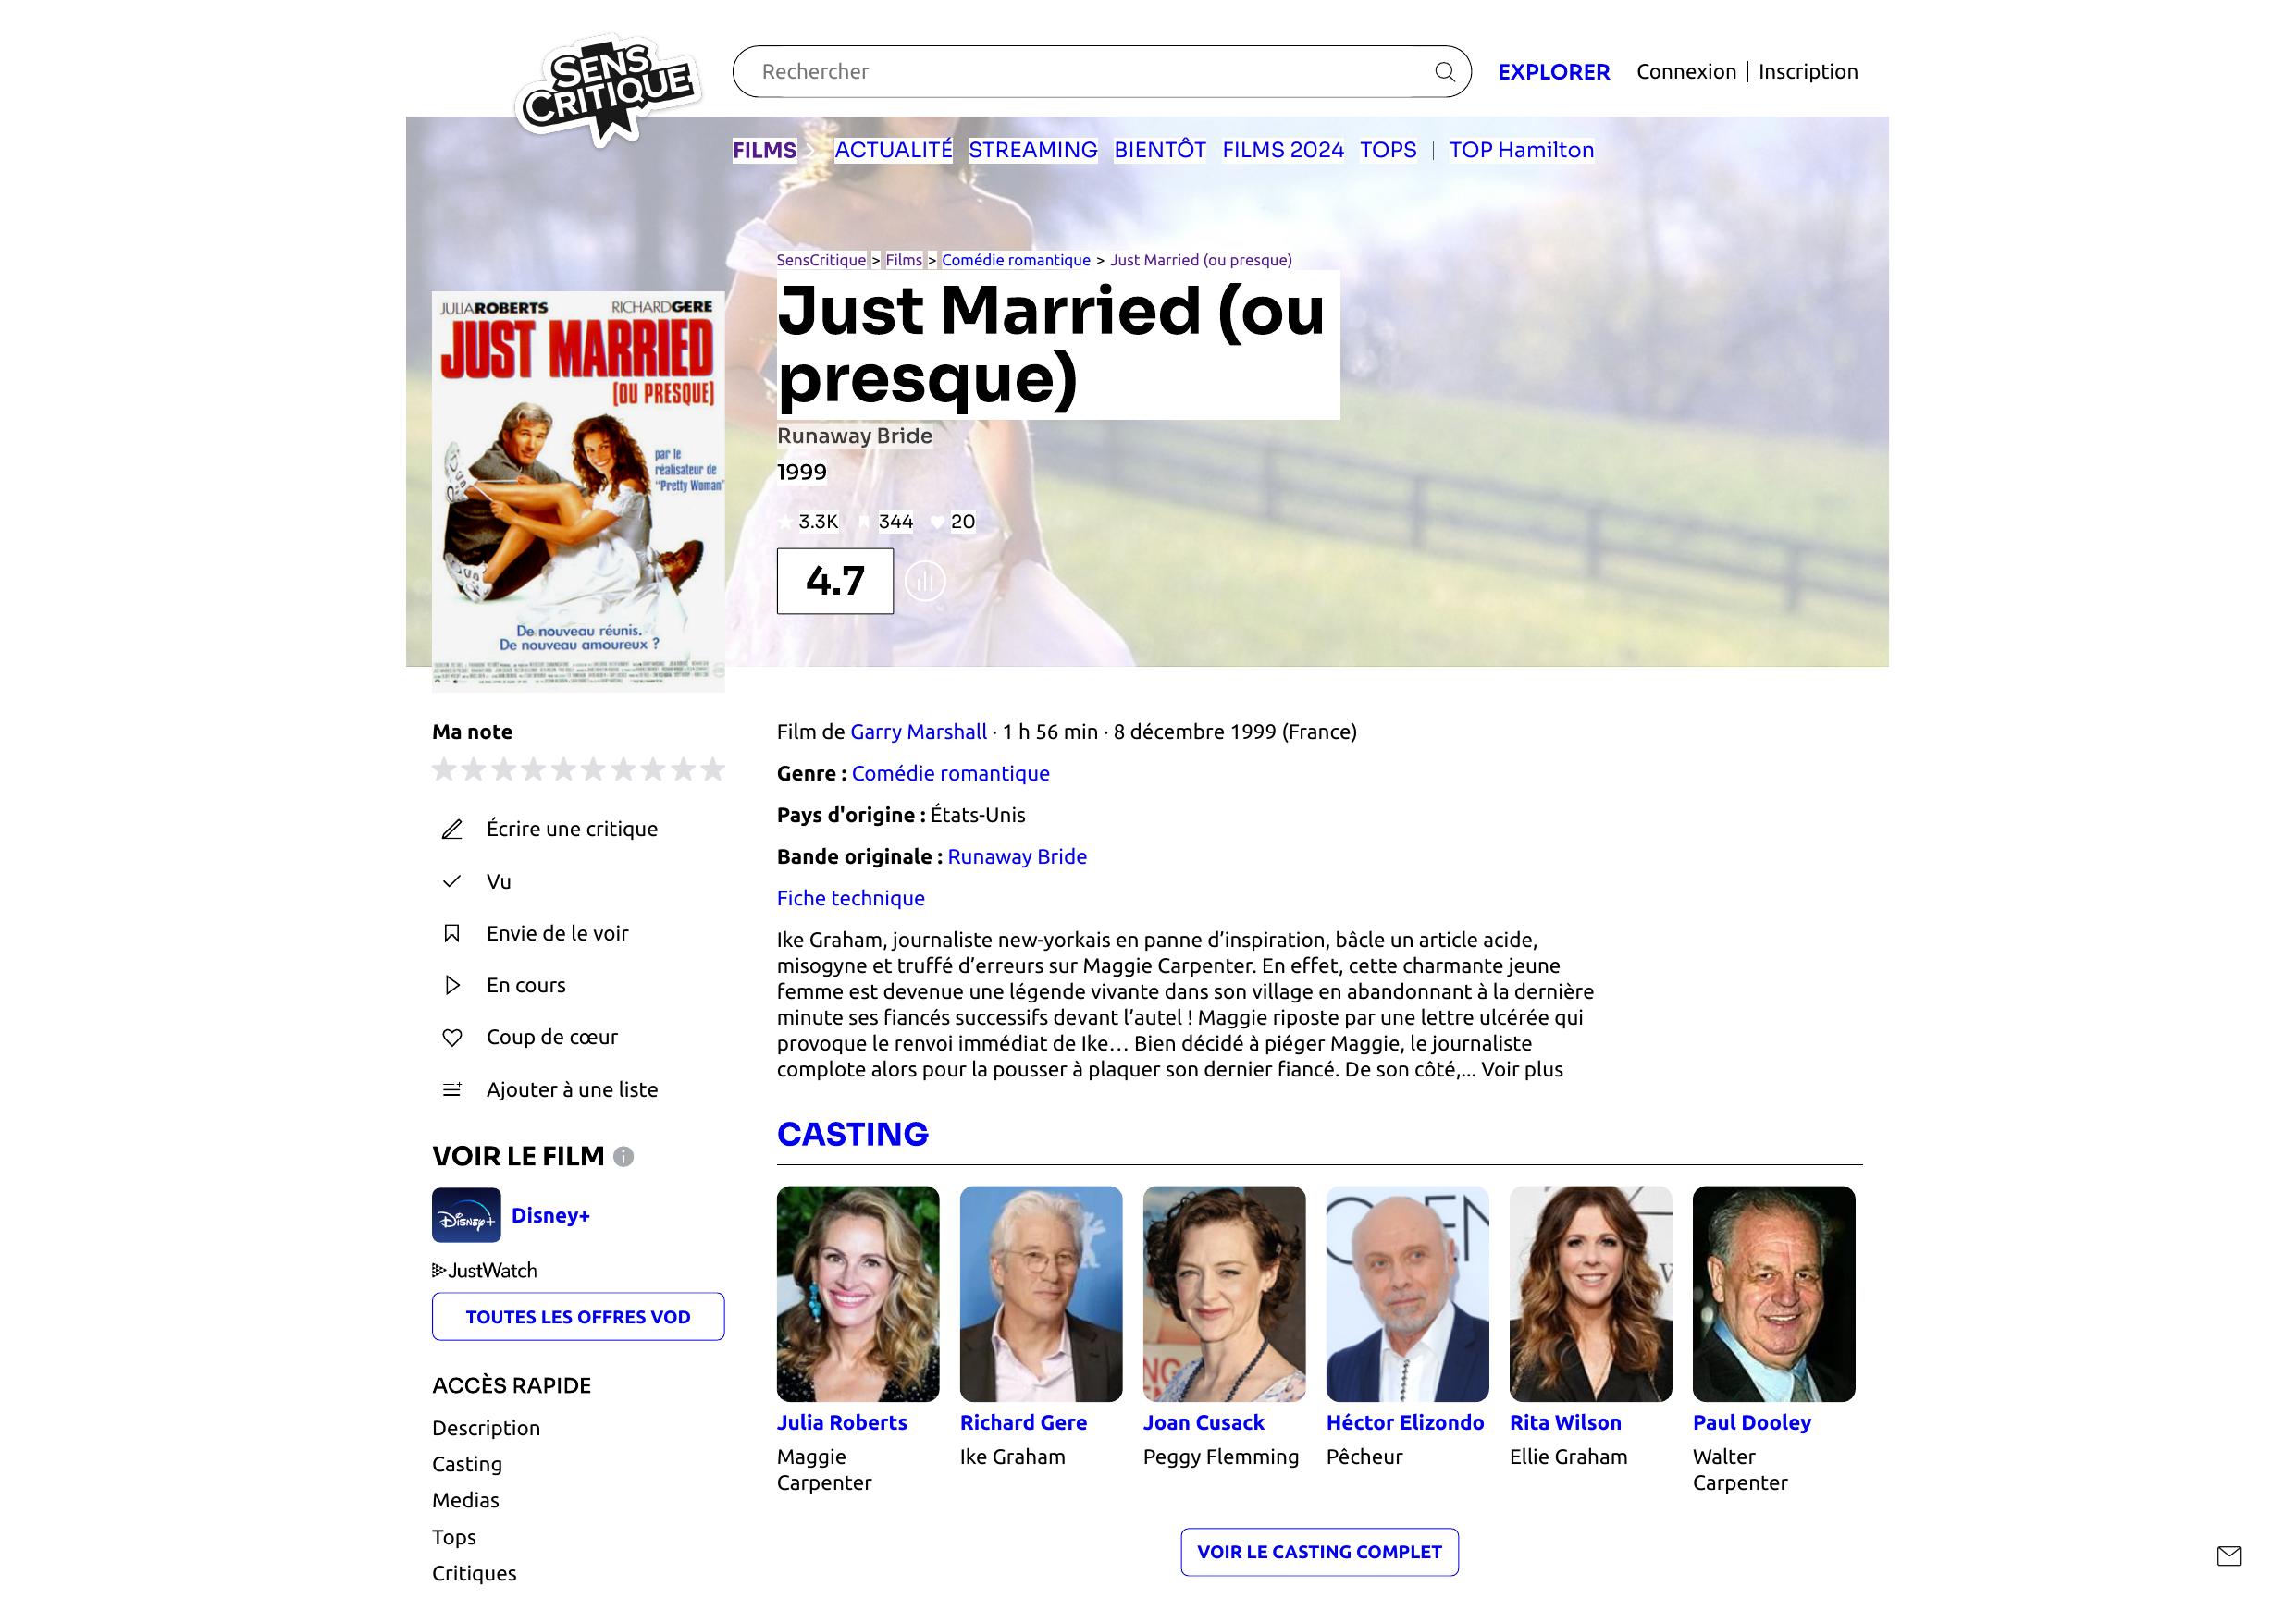 SENS
CRITIQUE
Rechercher
EXPLORER
Connexion | Inscription
FILMS
ACTUALITÉ STREAMING BIENTÔT FILMS 2024 TOPS | TOP Hamilton
SensCritique > Films > Comédie romantique > Just Married (ou presque)
Just Married (ou
presque)
Runaway Bride
1999
3.3K 344 20
4.7
JULIAROBERTS RICHARDGERE
JUST MARRIED
(OU PRESQUE)
par le
réalisateur de
"Pretty Woman"
De nouveau réunis.
De nouveau amoureux ?
Ma note
Écrire une critique
Vu
Envie de le voir
En cours
Coup de cœur
Ajouter à une liste
VOIR LE FILM
Disney+
Disney+
JustWatch
TOUTES LES OFFRES VOD
ACCÈS RAPIDE
Description
Casting
Medias
Tops
Critiques
Film de Garry Marshall · 1 h 56 min · 8 décembre 1999 (France)
Genre : Comédie romantique
Pays d'origine : États-Unis
Bande originale : Runaway Bride
Fiche technique
Ike Graham, journaliste new-yorkais en panne d’inspiration, bâcle un article acide,
misogyne et truffé d’erreurs sur Maggie Carpenter. En effet, cette charmante jeune
femme est devenue une légende vivante dans son village en abandonnant à la dernière
minute ses fiancés successifs devant l’autel ! Maggie riposte par une lettre ulcérée qui
provoque le renvoi immédiat de Ike… Bien décidé à piéger Maggie, le journaliste
complote alors pour la pousser à plaquer son dernier fiancé. De son côté,... Voir plus
CASTING
Julia Roberts
Maggie
Carpenter
Richard Gere
Ike Graham
Joan Cusack
Peggy Flemming
Héctor Elizondo
Pêcheur
Rita Wilson
Ellie Graham
Paul Dooley
Walter
Carpenter
VOIR LE CASTING COMPLET